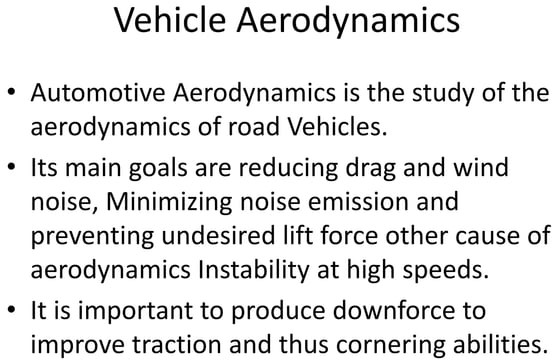 Vehicle Aerodynamics
• Automotive Aerodynamics is the study of the
aerodynamics of road Vehicles.
• Its main goals are reducing drag and wind
noise, Minimizing noise emission and
preventing undesired lift force other cause of
aerodynamics Instability at high speeds.
• It is important to produce downforce to
improve traction and thus cornering abilities.